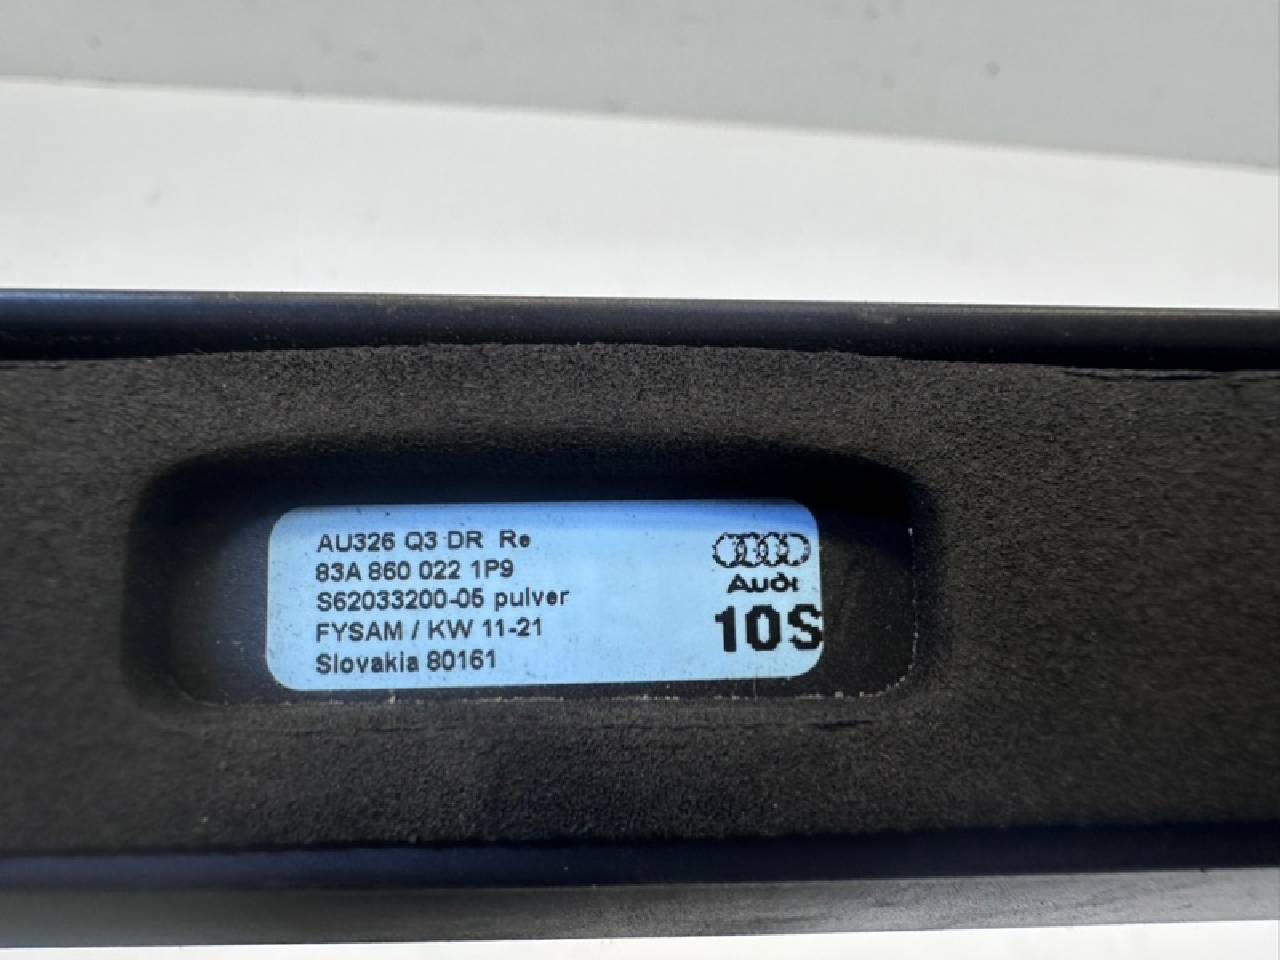 AU326 Q3 DR Re
83A 860 022 1P9
S62033200-05 pulver
FYSAM / KW 11-21
Slovakia 80161
Audi
10S